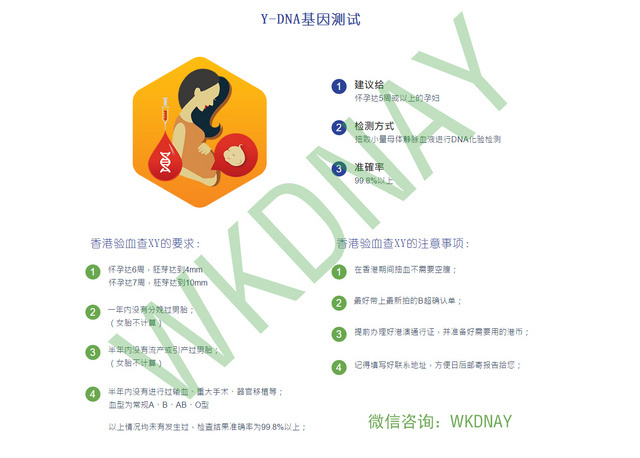 Y-DNA基因测试
1 建议给
怀孕达5周或以上的孕妇
2 检测方式
抽取小量母体静脉血液进行DNA化验检测
3 准確率
99.8%以上
香港验血查XY的要求：
1 怀孕达6周，胚芽达到4mm
怀孕达7周，胚芽达到10mm
2 一年内没有分娩过男胎；
（女胎不计算）
3 半年内没有流产或引产过男胎；
（女胎不计算）
4 半年内没有进行过输血、重大手术、器官移植等；
血型为常规A、B、AB、O型
以上情况均未有发生过、检查结果准确率为99.8%以上；
香港验血查XY的注意事项：
1 在香港期间抽血不需要空腹；
2 最好带上最新拍的B超确认单；
3 提前办理好港澳通行证，并准备好需要用的港币；
4 记得填写好联系地址，方便日后邮寄报告给您；
微信咨询：WKDNAY
WKDNAY